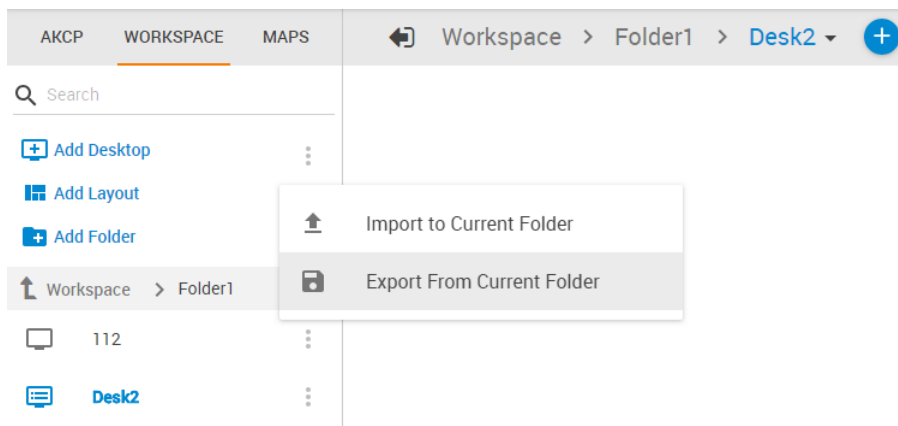 AKCP WORKSPACE MAPS
Workspace > Folder1 > Desk2
Search
Add Desktop
Add Layout
Add Folder
Import to Current Folder
Export From Current Folder
Workspace > Folder1
112
Desk2